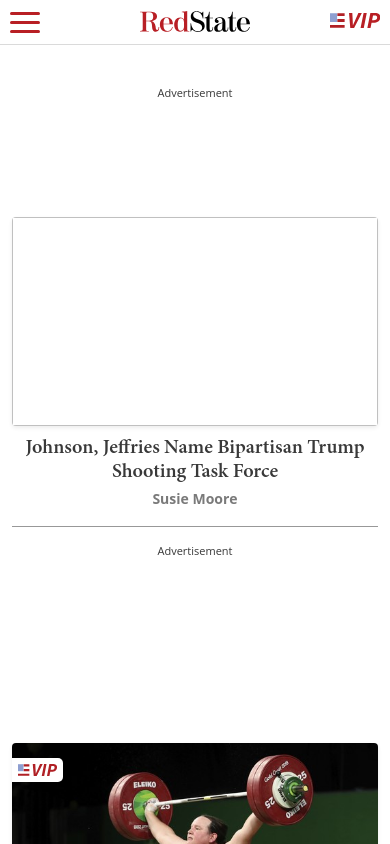 RedState
VIP
Advertisement
Johnson, Jeffries Name Bipartisan Trump
Shooting Task Force
Susie Moore
Advertisement
VIP
ELEIKO
25
25
25
25